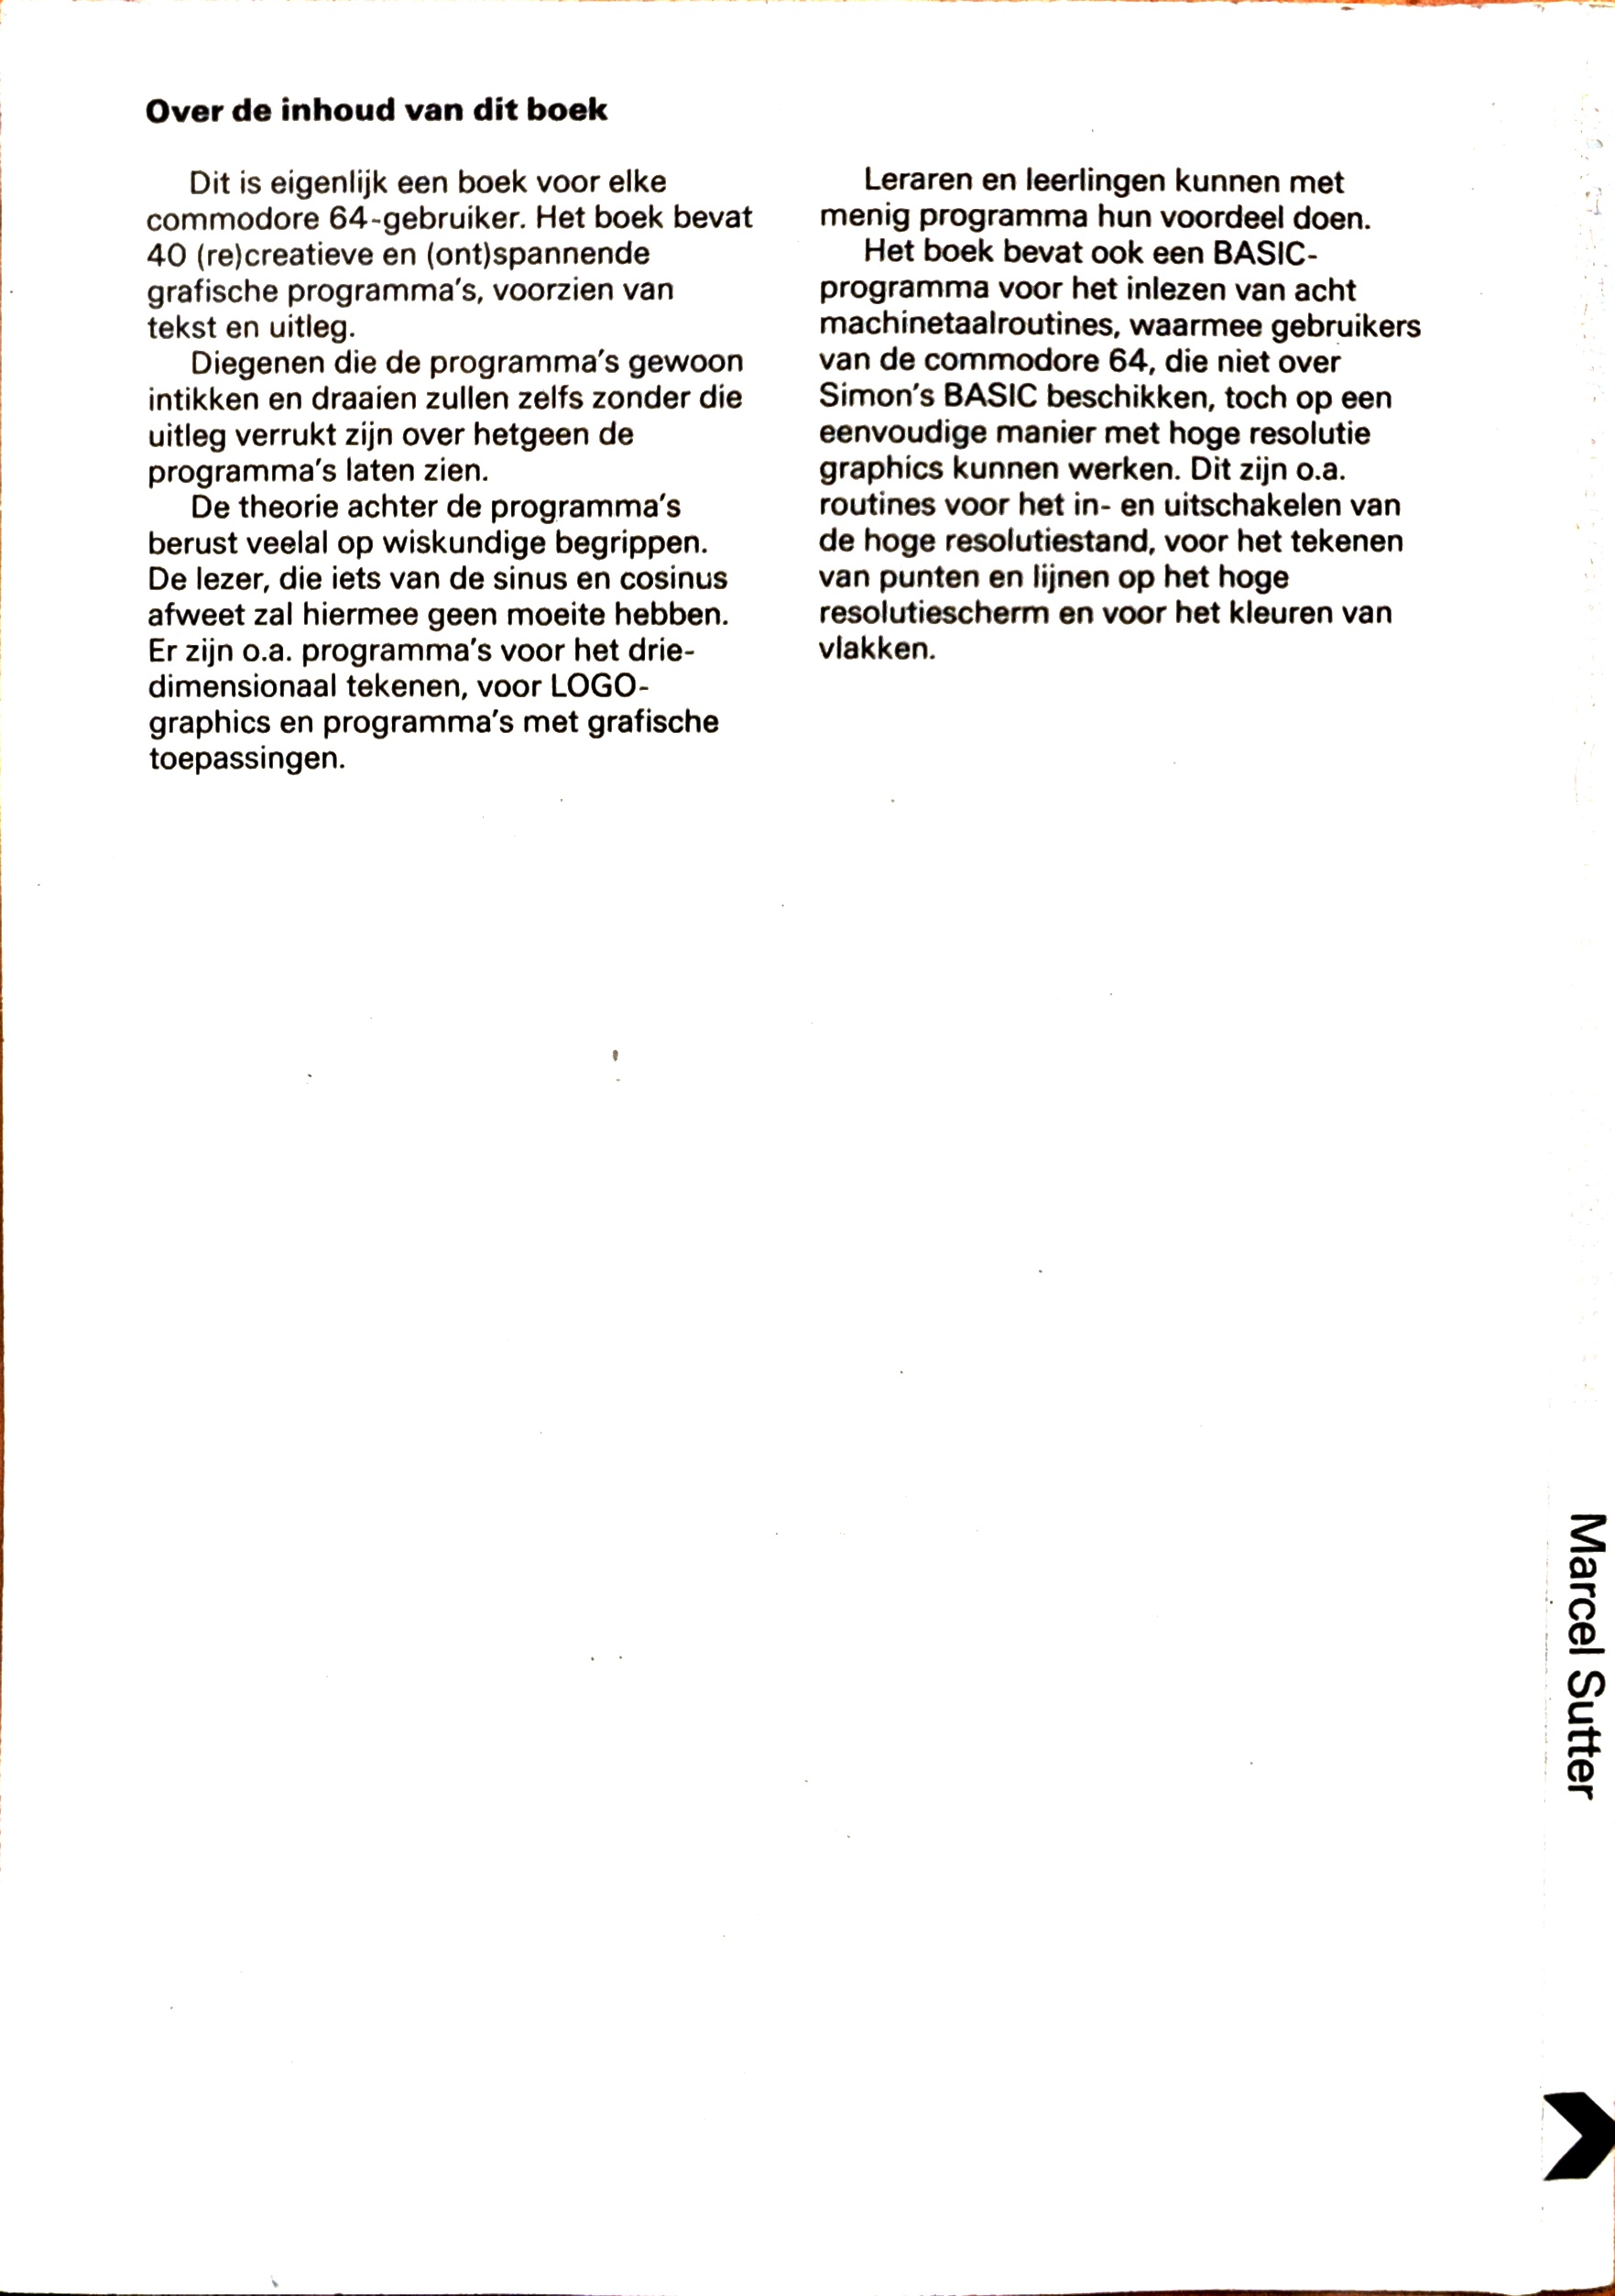 Over de inhoud van dit boek
Dit is eigenlijk een boek voor elke
commodore 64-gebruiker. Het boek bevat
40 (re)creatieve en (ont)spannende
grafische programma's, voorzien van
tekst en uitleg.
Diegenen die de programma's gewoon
intikken en draaien zullen zelfs zonder die
uitleg verrukt zijn over hetgeen de
programma's laten zien.
De theorie achter de programma's
berust veelal op wiskundige begrippen.
De lezer, die iets van de sinus en cosinus
afweet zal hiermee geen moeite hebben.
Er zijn o.a. programma's voor het drie-
dimensionaal tekenen, voor LOGO-
graphics en programma's met grafische
toepassingen.
Leraren en leerlingen kunnen met
menig programma hun voordeel doen.
Het boek bevat ook een BASIC-
programma voor het inlezen van acht
machinetaalroutines, waarmee gebruikers
van de commodore 64, die niet over
Simon's BASIC beschikken, toch op een
eenvoudige manier met hoge resolutie
graphics kunnen werken. Dit zijn o.a.
routines voor het in- en uitschakelen van
de hoge resolutiestand, voor het tekenen
van punten en lijnen op het hoge
resolutiescherm en voor het kleuren van
vlakken.
Marcel Sutter